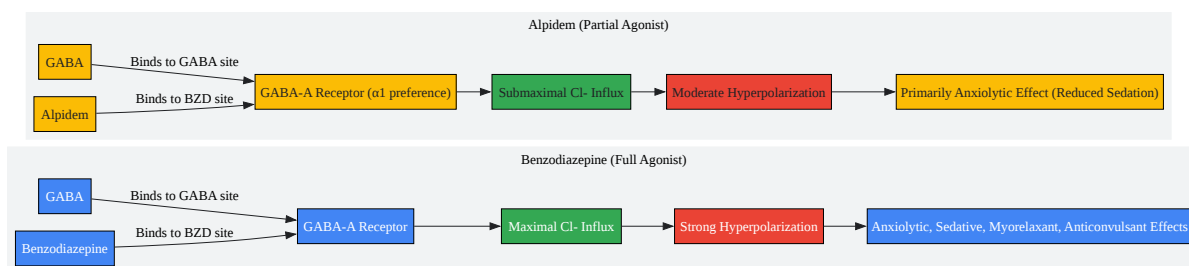 Alpidem (Partial Agonist)
GABA
Binds to GABA site
Alpidem
Binds to BZD site
GABA-A Receptor (α1 preference)
Submaximal Cl- Influx
Moderate Hyperpolarization
Primarily Anxiolytic Effect (Reduced Sedation)
Benzodiazepine (Full Agonist)
GABA
Binds to GABA site
Benzodiazepine
Binds to BZD site
GABA-A Receptor
Maximal Cl- Influx
Strong Hyperpolarization
Anxiolytic, Sedative, Myorelaxant, Anticonvulsant Effects